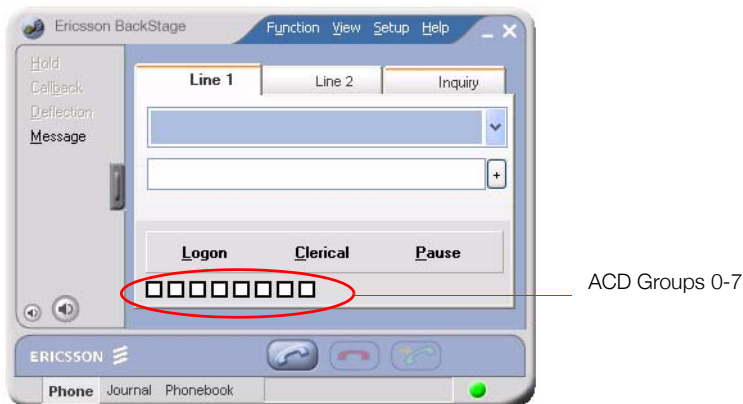 Ericsson BackStage
Function View Setup Help
Hold
Callback
Deflection
Message
Line 1 Line 2 Inquiry
+
Logon Clerical Pause
ACD Groups 0-7
ERICSSON
Phone Journal Phonebook